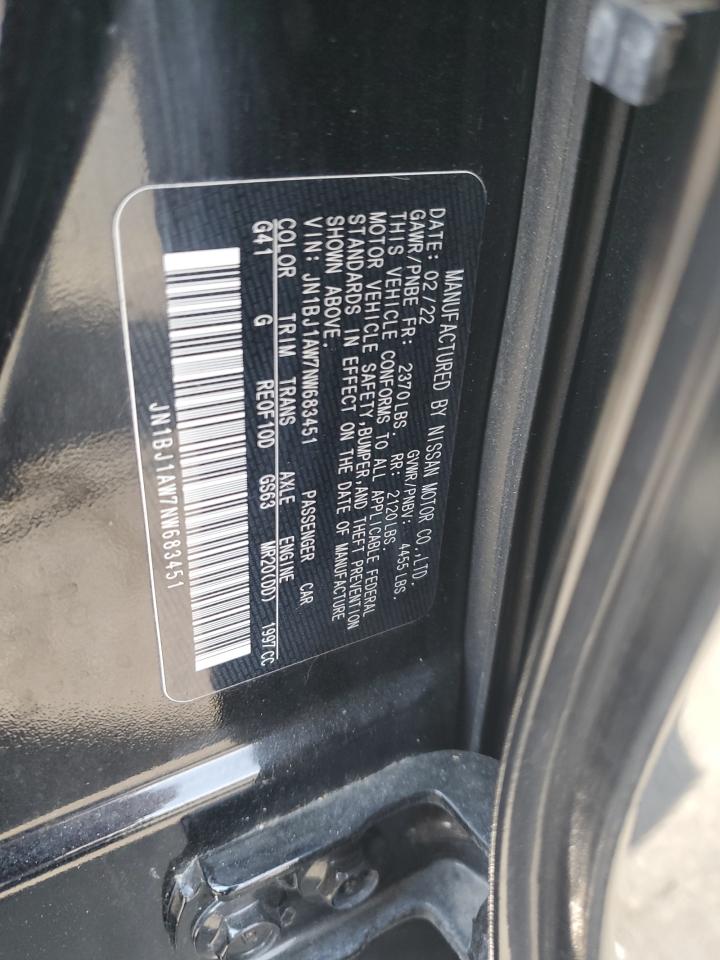 MANUFACTURED BY NISSAN MOTOR CO.,LTD.
DATE: 02/22 GVWR/PNBV: 4455 LBS.
GAWR/PNBE FR: 2370LBS. RR: 2120LBS.
THIS VEHICLE CONFORMS TO ALL APPLICABLE FEDERAL
MOTOR VEHICLE SAFETY,BUMPER,AND THEFT PREVENTION
STANDARDS IN EFFECT ON THE DATE OF MANUFACTURE
SHOWN ABOVE.
VIN: JN1BJ1AW7NW683451 PASSENGER CAR
COLOR TRIM TRANS AXLE ENGINE
G41 G RE0F10D GS63 MR20(DD) 1997CC
JN1BJ1AW7NW683451